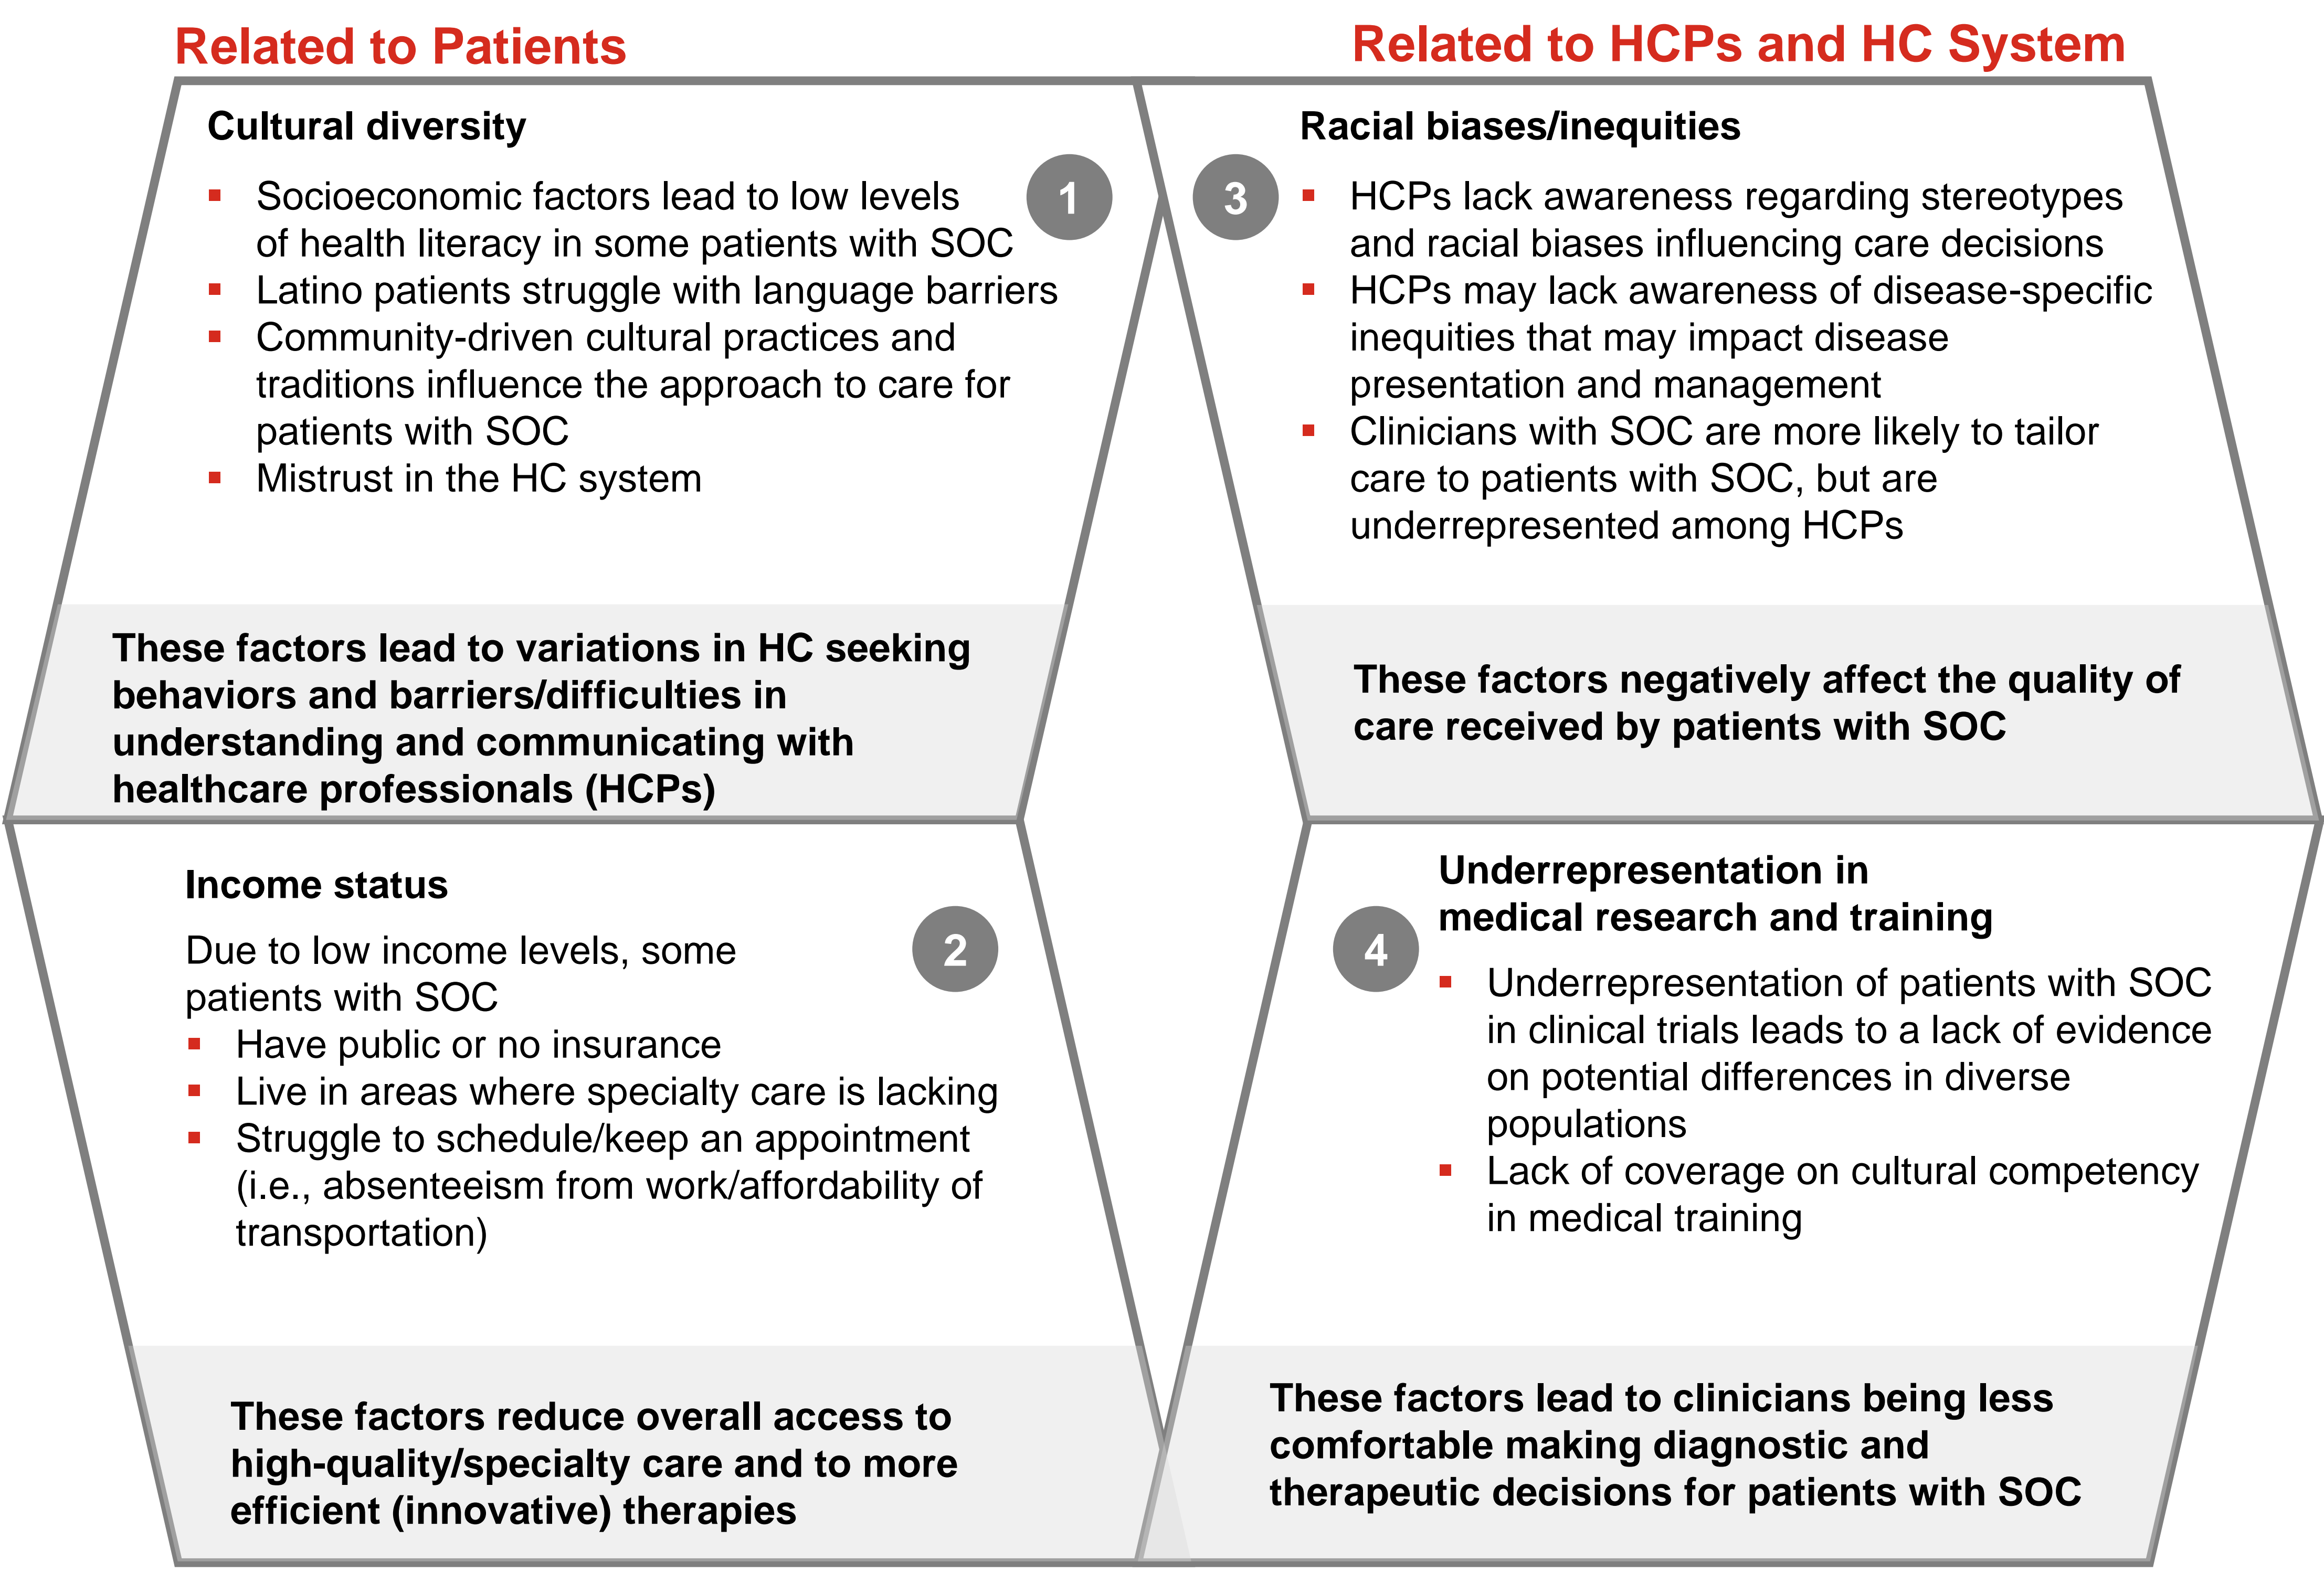 Related to Patients
Cultural diversity
1
▪ Socioeconomic factors lead to low levels
of health literacy in some patients with SOC
▪ Latino patients struggle with language barriers
▪ Community-driven cultural practices and
traditions influence the approach to care for
patients with SOC
▪ Mistrust in the HC system
These factors lead to variations in HC seeking
behaviors and barriers/difficulties in
understanding and communicating with
healthcare professionals (HCPs)
Income status
2
Due to low income levels, some
patients with SOC
▪ Have public or no insurance
▪ Live in areas where specialty care is lacking
▪ Struggle to schedule/keep an appointment
(i.e., absenteeism from work/affordability of
transportation)
These factors reduce overall access to
high-quality/specialty care and to more
efficient (innovative) therapies
Related to HCPs and HC System
Racial biases/inequities
3
▪ HCPs lack awareness regarding stereotypes
and racial biases influencing care decisions
▪ HCPs may lack awareness of disease-specific
inequities that may impact disease
presentation and management
▪ Clinicians with SOC are more likely to tailor
care to patients with SOC, but are
underrepresented among HCPs
These factors negatively affect the quality of
care received by patients with SOC
Underrepresentation in
medical research and training
4
▪ Underrepresentation of patients with SOC
in clinical trials leads to a lack of evidence
on potential differences in diverse
populations
▪ Lack of coverage on cultural competency
in medical training
These factors lead to clinicians being less
comfortable making diagnostic and
therapeutic decisions for patients with SOC